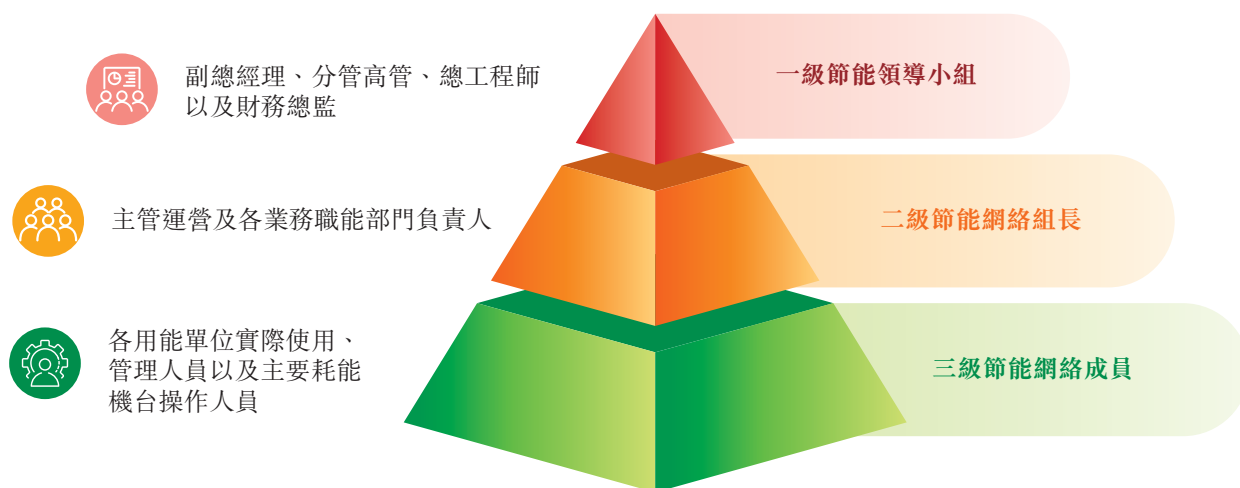 副總經理、分管高管、總工程師
以及財務總監
一級節能領導小組
主管運營及各業務職能部門負責人
二級節能網絡組長
各用能單位實際使用、
管理人員以及主要耗能
機台操作人員
三級節能網絡成員